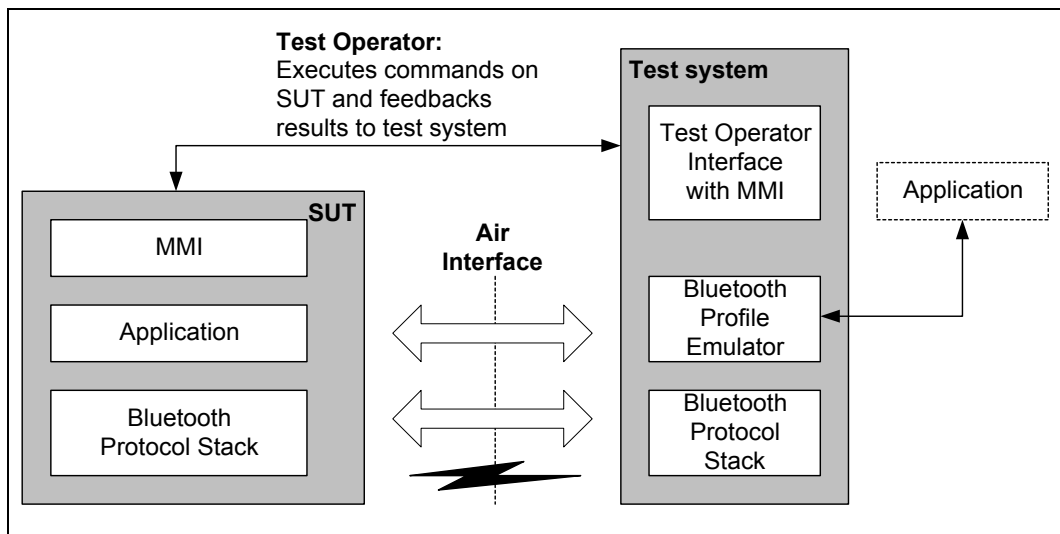 Test Operator:
Executes commands on
SUT and feedbacks
results to test system
Test system
Test Operator
Interface
with MMI
Application
SUT
MMI
Air
Interface
Application
Bluetooth
Profile
Emulator
Bluetooth
Protocol Stack
Bluetooth
Protocol
Stack